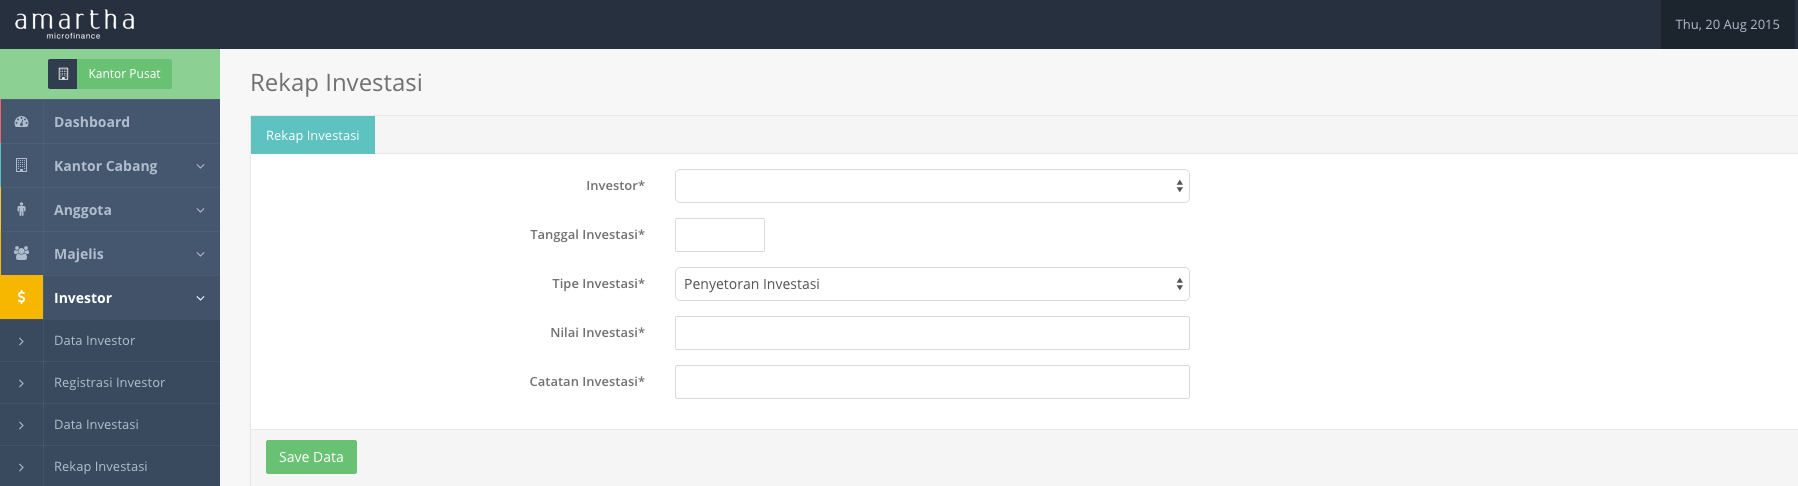 amartha
microfinance
Thu, 20 Aug 2015
Kantor Pusat
Dashboard
Kantor Cabang
Anggota
Majelis
$ Investor
Data Investor
Registrasi Investor
Data Investasi
Rekap Investasi
Rekap Investasi
Rekap Investasi
Investor*
Tanggal Investasi*
Tipe Investasi* Penyetoran Investasi
Nilai Investasi*
Catatan Investasi*
Save Data